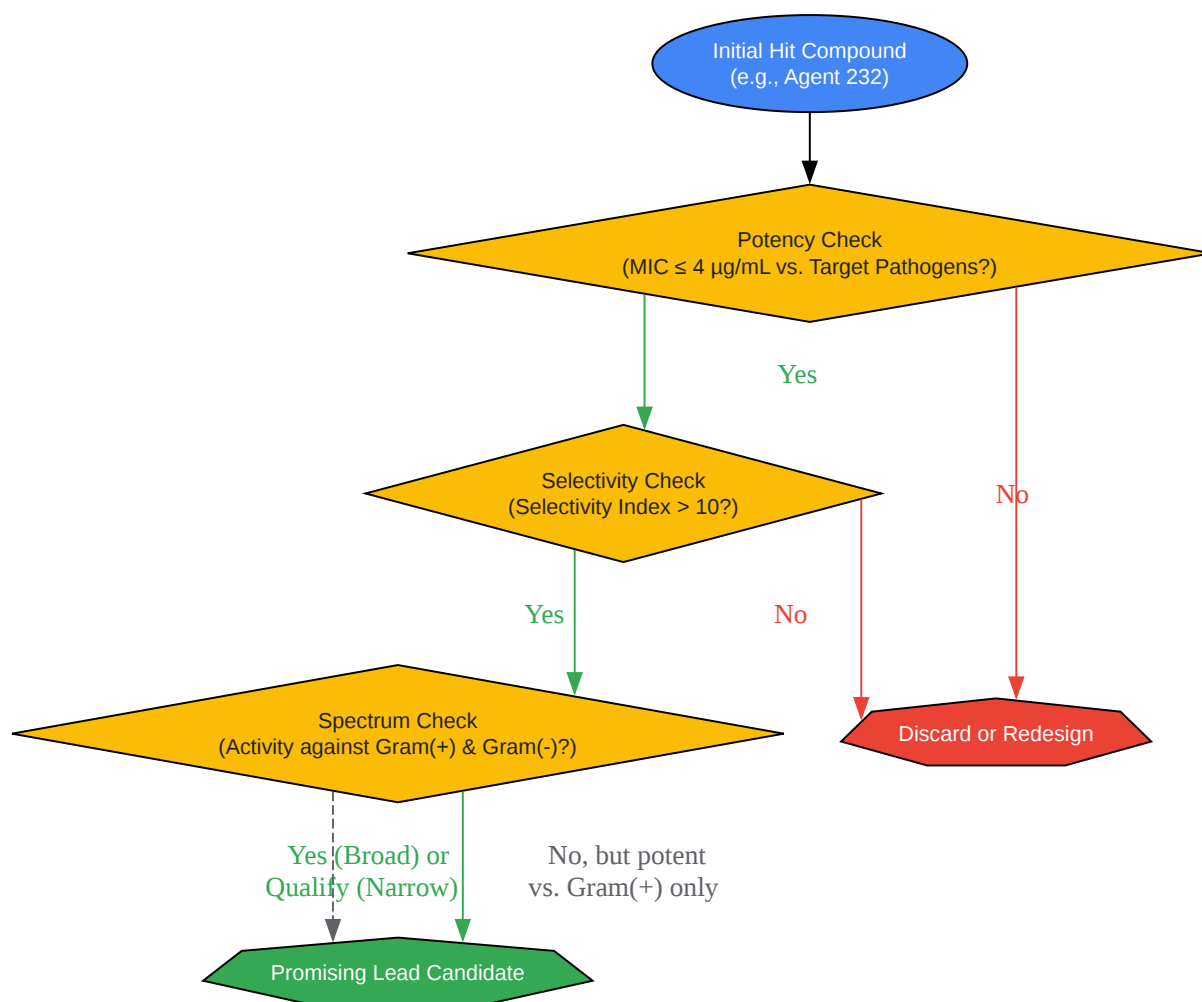 Initial Hit Compound
(e.g., Agent 232)
Potency Check
(MIC ≤ 4 µg/mL vs. Target Pathogens?)
Yes
Selectivity Check
(Selectivity Index > 10?)
No
Yes
No
Spectrum Check
(Activity against Gram(+) & Gram(-)?)
Discard or Redesign
Yes (Broad) or
Qualify (Narrow)
No, but potent
vs. Gram(+) only
Promising Lead Candidate